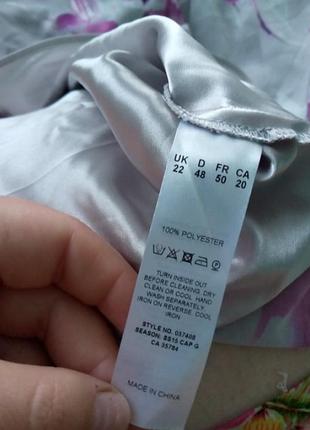 UK D FR CA
22 48 50 20
100% POLYESTER
TURN INSIDE OUT
BEFORE CLEANING. DRY
CLEAN OR COOL HAND
WASH SEPARATELY.
IRON ON REVERSE. COOL
IRON
STYLE NO. 057408
SEASON: SS15 CAP G
CA 35784
MADE IN CHINA